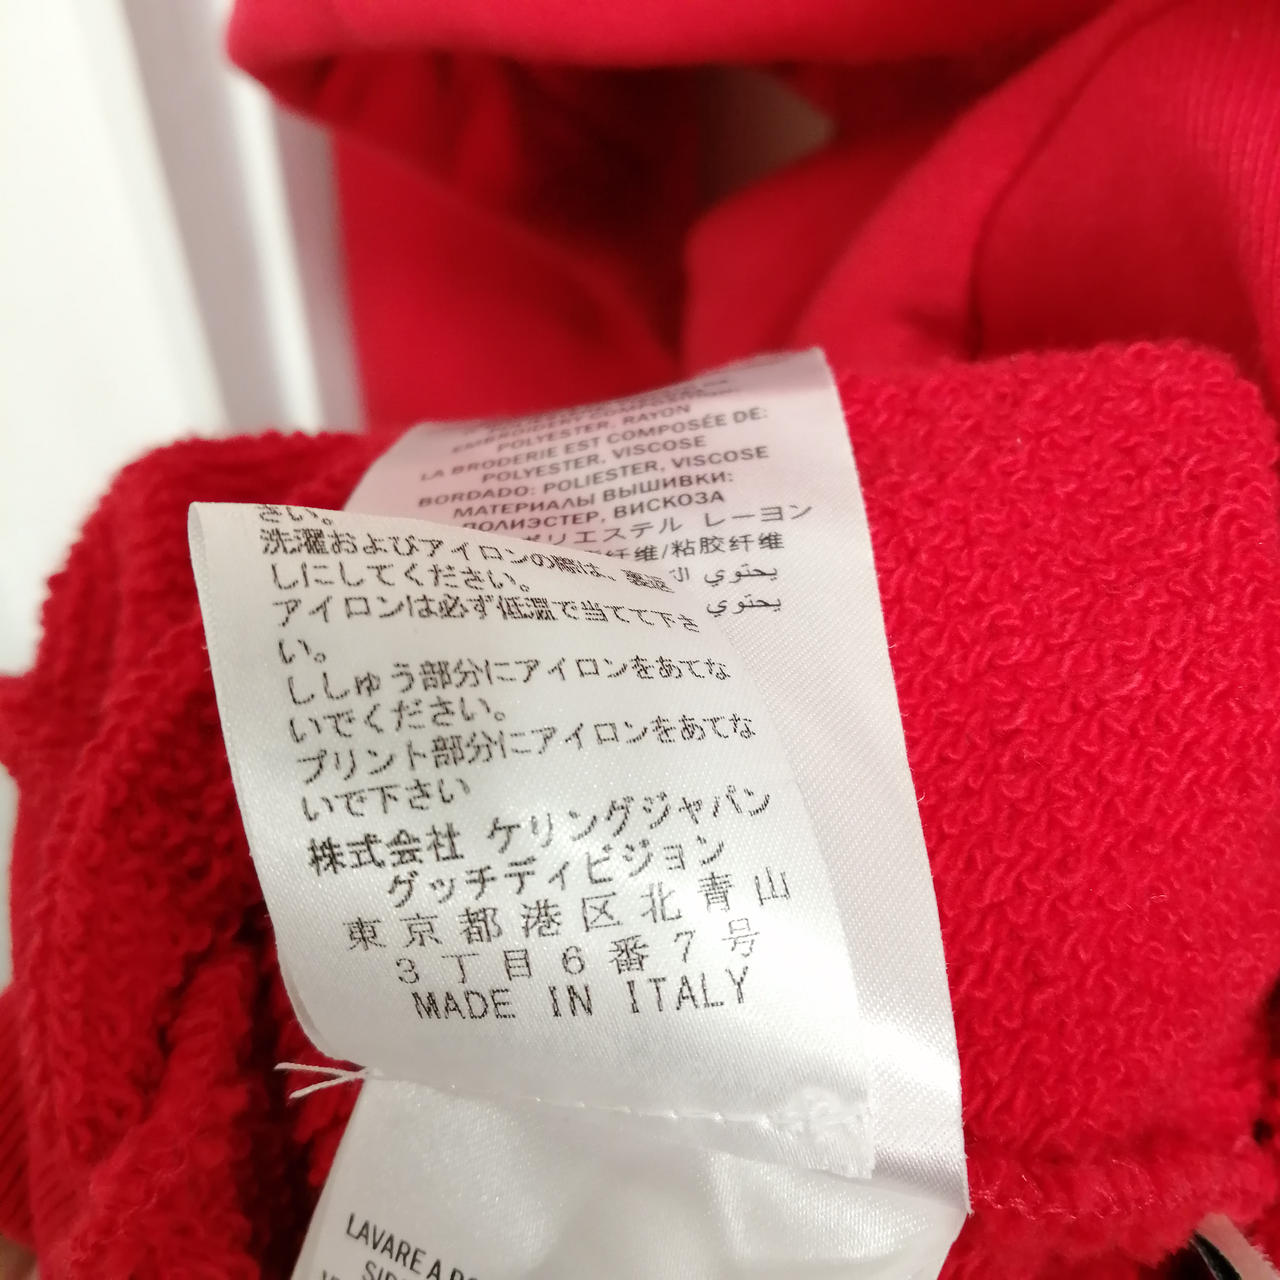 EMBROIDERY COMPOSITION:
POLYESTER, RAYON
LA BRODERIE EST COMPOSÉE DE:
POLYESTER, VISCOSE
BORDADO: POLIESTER, VISCOSE
МАТЕРИАЛЫ ВЫШИВКИ:
ПОЛИЭСТЕР, ВИСКОЗА
リエステル レーヨン
纤维/粘胶纤维
يحتوي
يحتوي
さい。
洗濯およびアイロンの際は、裏返
しにしてください。
アイロンは必ず低温で当てて下さ
い。
ししゅう部分にアイロンをあてな
いでください。
プリント部分にアイロンをあてな
いで下さい
株式会社 ケリングジャパン
グッチディビジョン
東京都港区北青山
3丁目6番7号
MADE IN ITALY
LAVARE A